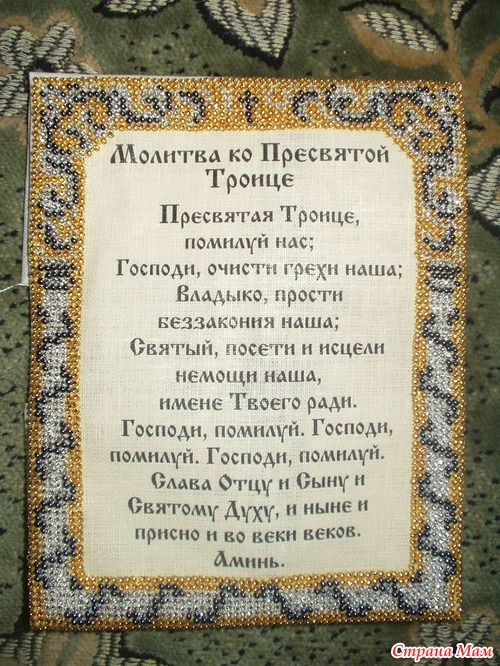 Молитва ко Пресвятой
Троице
Пресвятая Троице,
помилуй нас;
Господи, очисти грехи наша;
Владыко, прости
беззакония наша;
Святый, посети и исцели
немощи наша,
имене Твоего ради.
Господи, помилуй. Господи,
помилуй. Господи, помилуй.
Слава Отцу и Сыну и
Святому Духу, и ныне и
присно и во веки веков.
Аминь.
Страна Мам